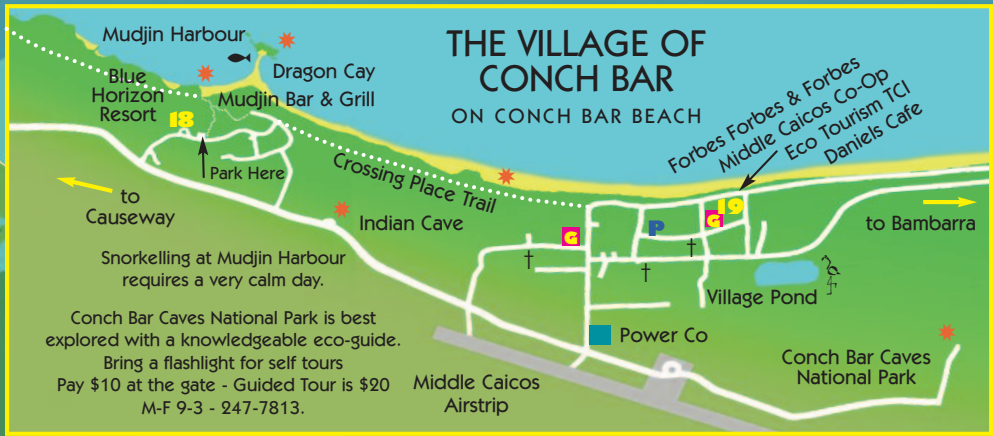 THE VILLAGE OF
CONCH BAR
ON CONCH BAR BEACH
Mudjin Harbour
Dragon Cay
Mudjin Bar & Grill
Blue
Horizon
Resort
18
Park Here
Crossing Place Trail
Forbes Forbes & Forbes
Middle Caicos Co-Op
Eco Tourism TCI
Daniels Cafe
to
Causeway
Indian Cave
G
P
G
19
to Bambarra
Village Pond
Power Co
Snorkelling at Mudjin Harbour
requires a very calm day.
Conch Bar Caves National Park is best
explored with a knowledgeable eco-guide.
Bring a flashlight for self tours
Pay $10 at the gate - Guided Tour is $20
M-F 9-3 - 247-7813.
Middle Caicos
Airstrip
Conch Bar Caves
National Park